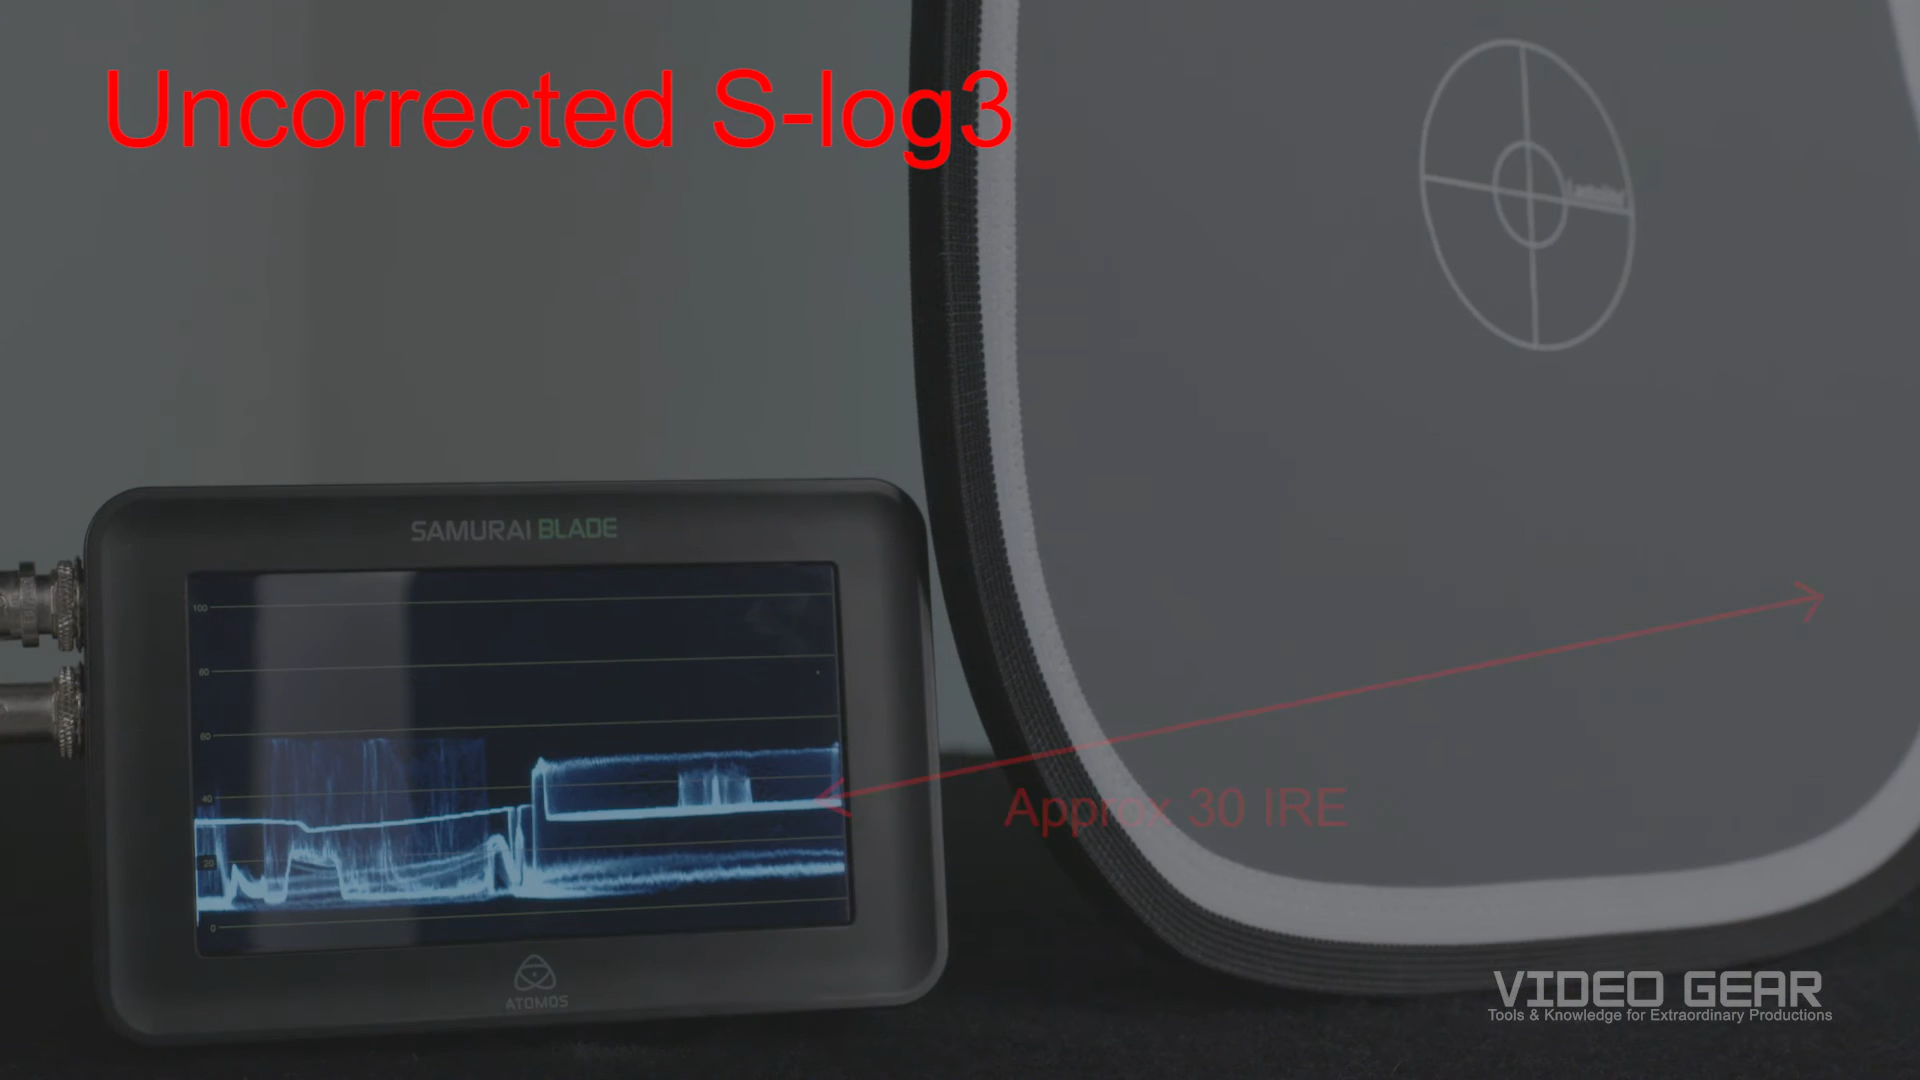 Uncorrected S-log3
Lastolite
SAMURAI BLADE
100
80
60
40
20
0
Approx 30 IRE
ATOMOS
VIDEO GEAR
Tools & Knowledge for Extraordinary Productions